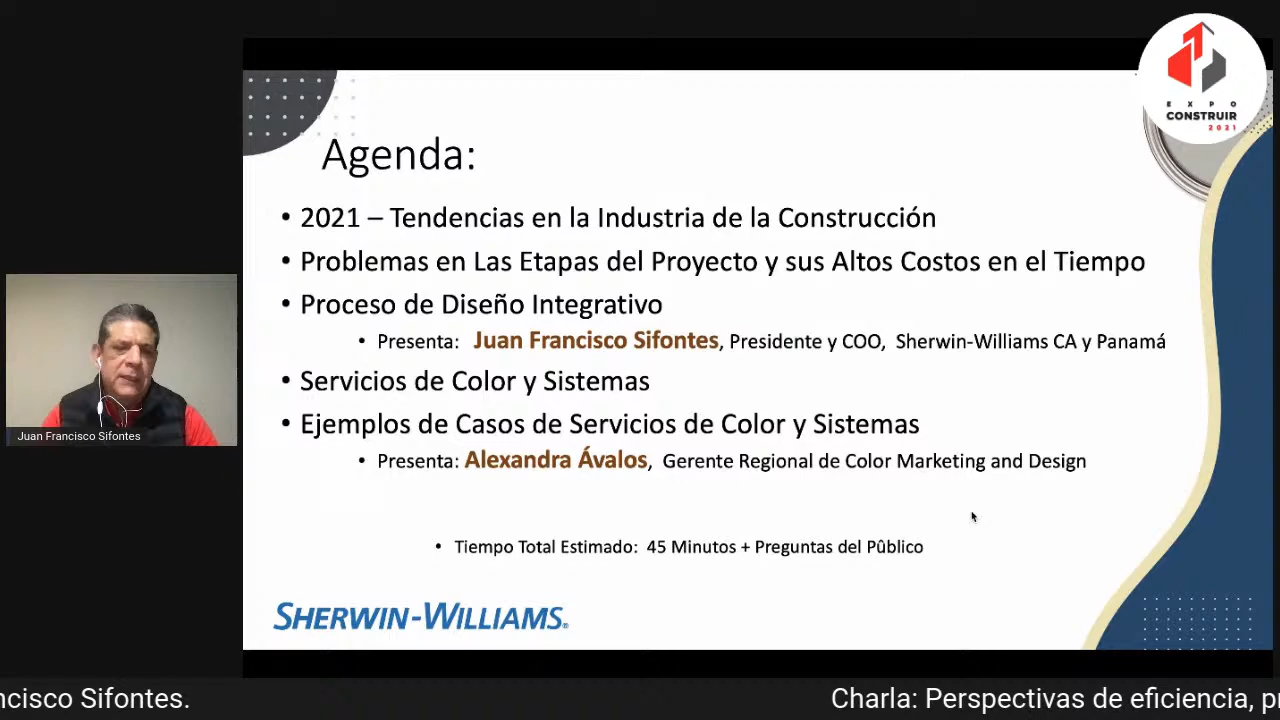 EXPO
CONSTRUIR
2021
Agenda:
• 2021 – Tendencias en la Industria de la Construcción
• Problemas en Las Etapas del Proyecto y sus Altos Costos en el Tiempo
• Proceso de Diseño Integrativo
• Presenta: Juan Francisco Sifontes, Presidente y COO, Sherwin-Williams CA y Panamá
• Servicios de Color y Sistemas
• Ejemplos de Casos de Servicios de Color y Sistemas
• Presenta: Alexandra Ávalos, Gerente Regional de Color Marketing and Design
Juan Francisco Sifontes
• Tiempo Total Estimado: 45 Minutos + Preguntas del Pûblico
SHERWIN-WILLIAMS®
ncisco Sifontes. Charla: Perspectivas de eficiencia, p